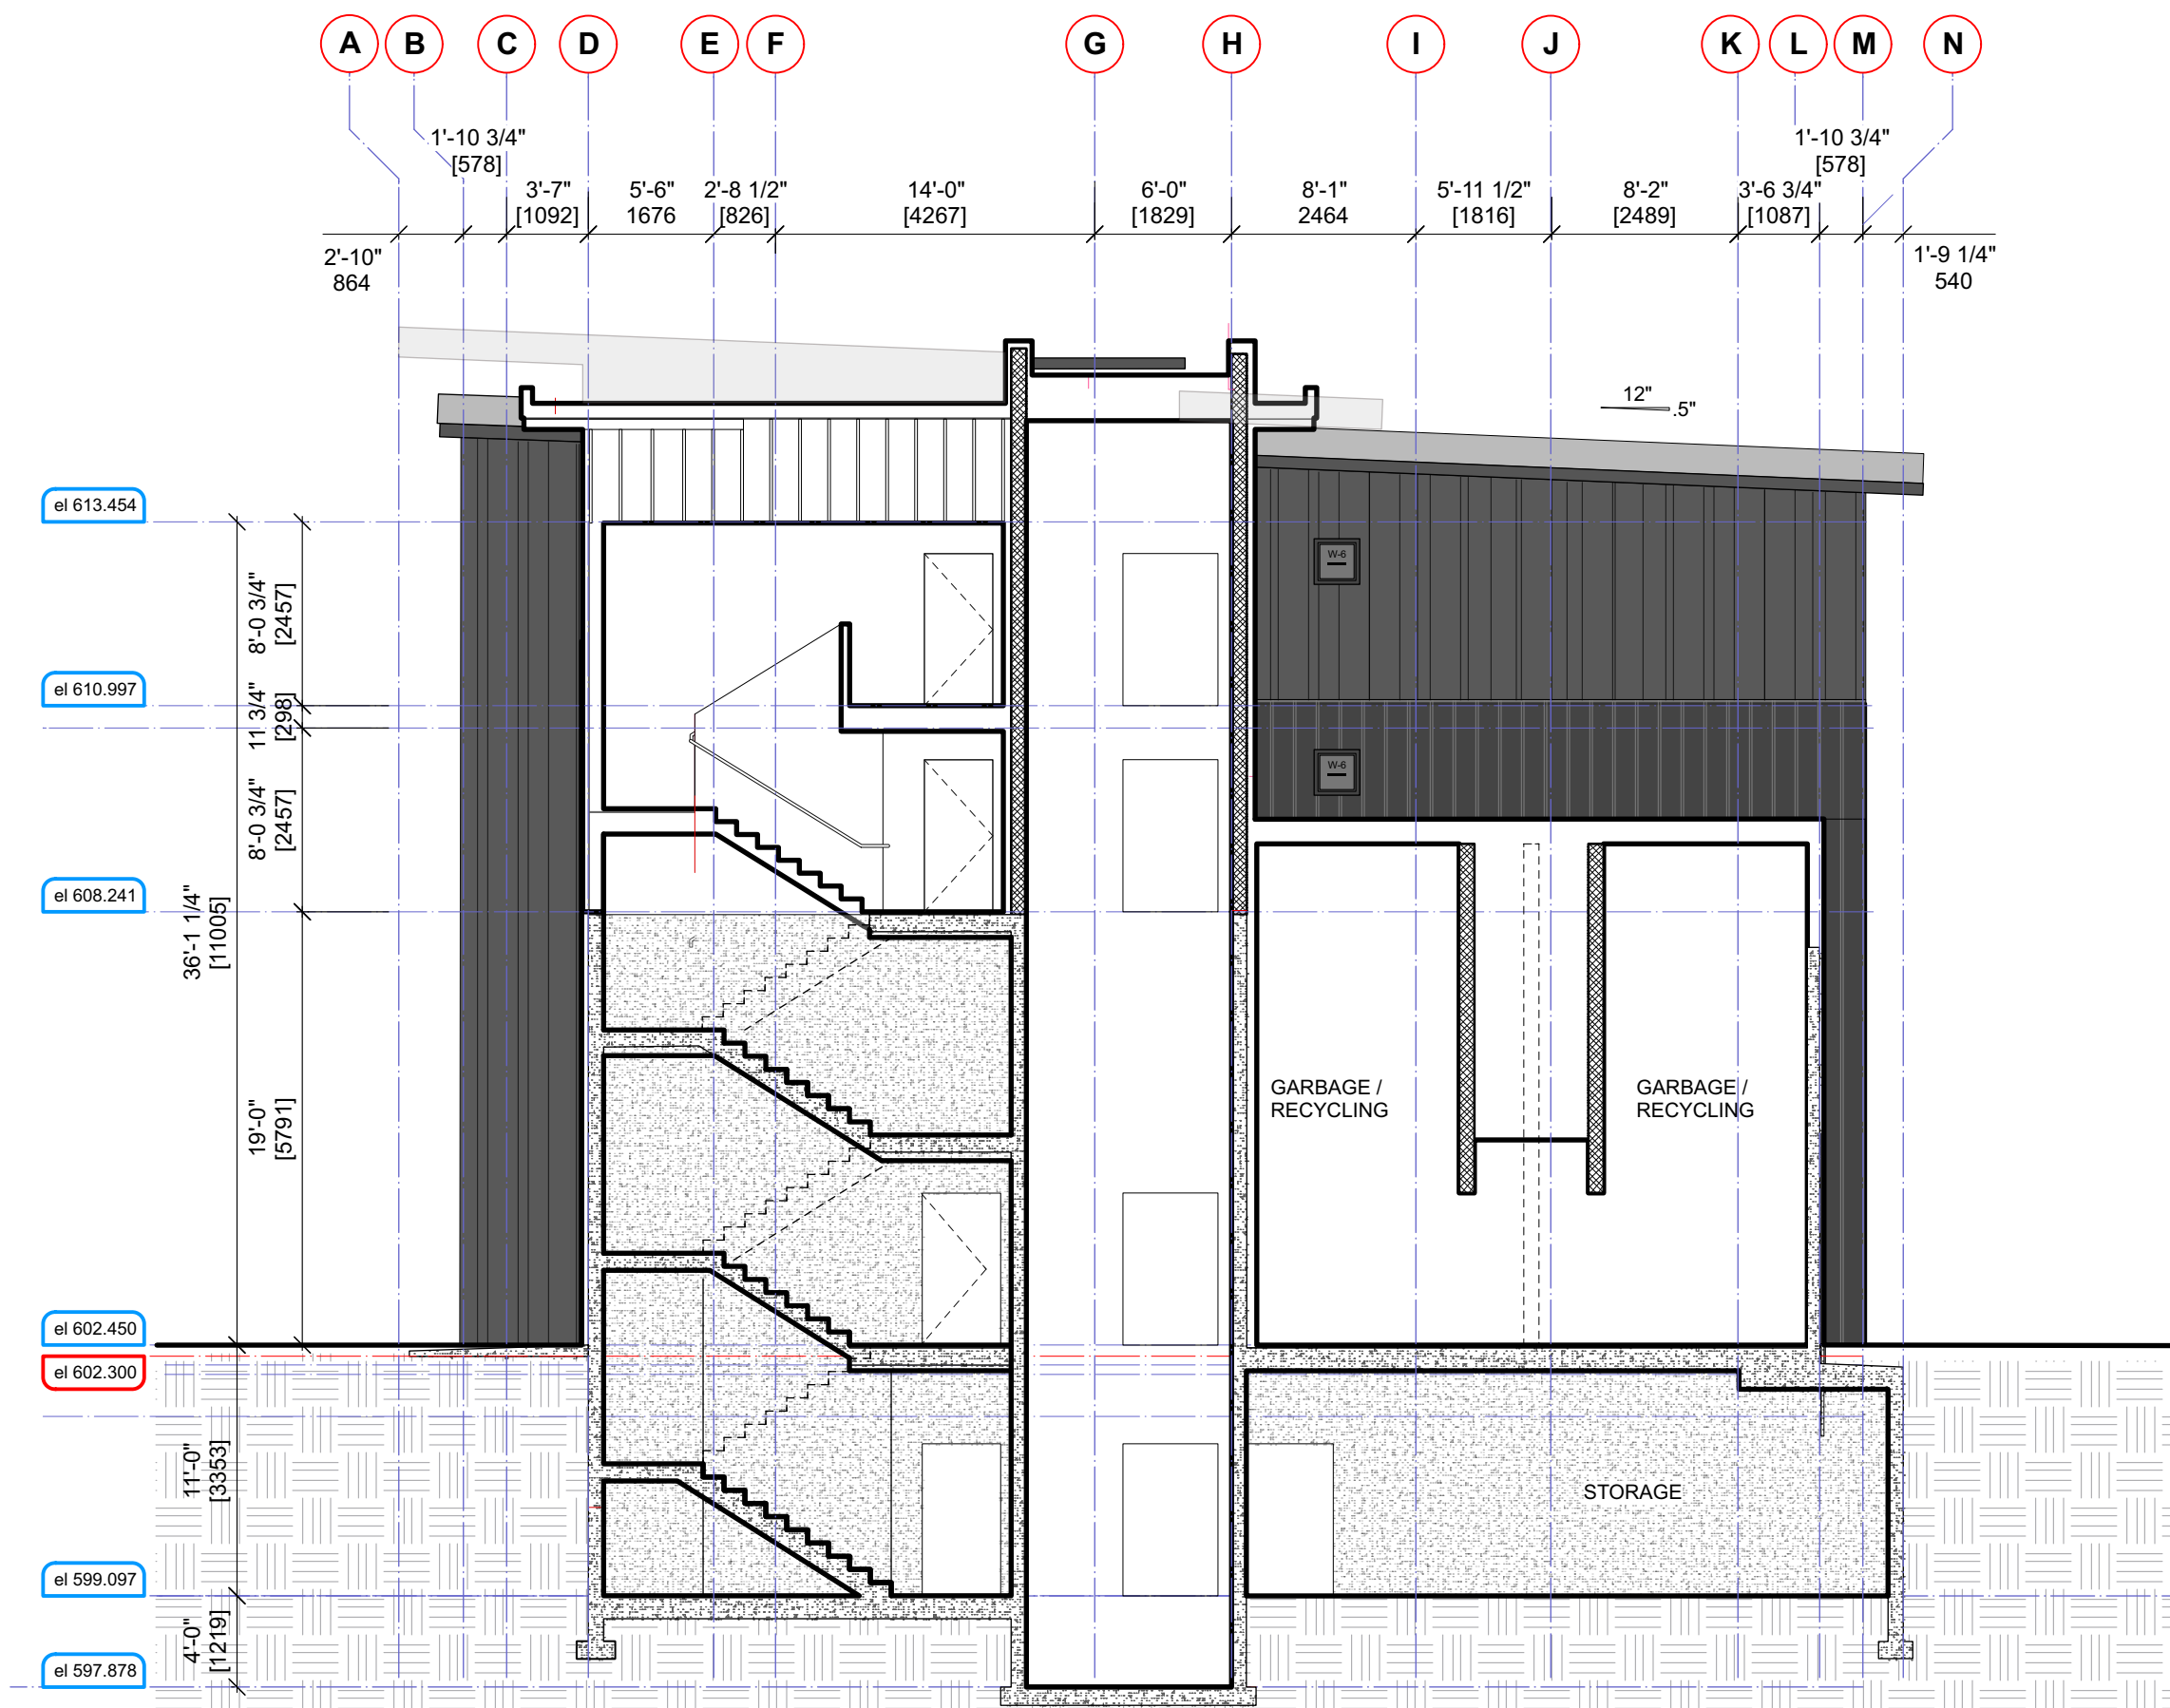 A B C D E F G H I J K L M N
1'-10 3/4"
[578]
1'-10 3/4"
[578]
3'-7"
[1092]
5'-6"
1676
2'-8 1/2"
[826]
14'-0"
[4267]
6'-0"
[1829]
8'-1"
2464
5'-11 1/2"
[1816]
8'-2"
[2489]
3'-6 3/4"
[1087]
2'-10"
864
1'-9 1/4"
540
12"
.5"
el 613.454
W-6
8'-0 3/4"
[2457]
el 610.997
11 3/4"
[298]
W-6
8'-0 3/4"
[2457]
el 608.241
36'-1 1/4"
[11005]
19'-0"
[5791]
GARBAGE /
RECYCLING
GARBAGE /
RECYCLING
el 602.450
el 602.300
11'-0"
[3353]
STORAGE
el 599.097
4'-0"
[1219]
el 597.878